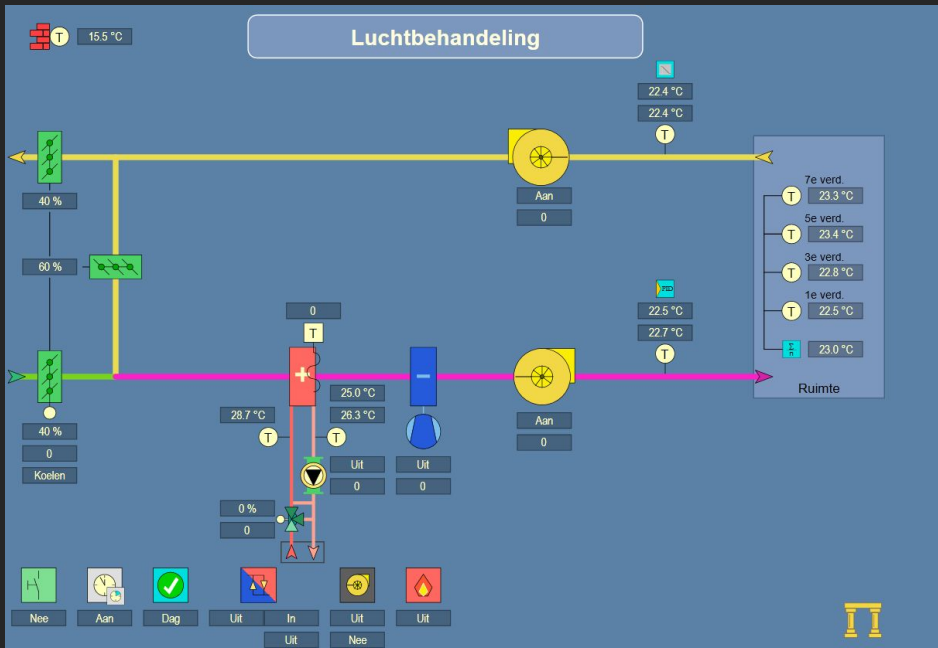 Luchtbehandeling
T 15.5 °C
22.4 °C
22.4 °C
T
40 %
Aan
0
60 %
7e verd.
T 23.3 °C
5e verd.
T 23.4 °C
3e verd.
T 22.8 °C
1e verd.
T 22.5 °C
23.0 °C
Ruimte
0
T
22.5 °C
22.7 °C
T
40 %
0
Koelen
28.7 °C
T
25.0 °C
26.3 °C
T
Aan
0
Uit
0
Uit
0
0 %
0
Nee
Aan
Dag
Uit
In
Uit
Uit
Uit
Nee